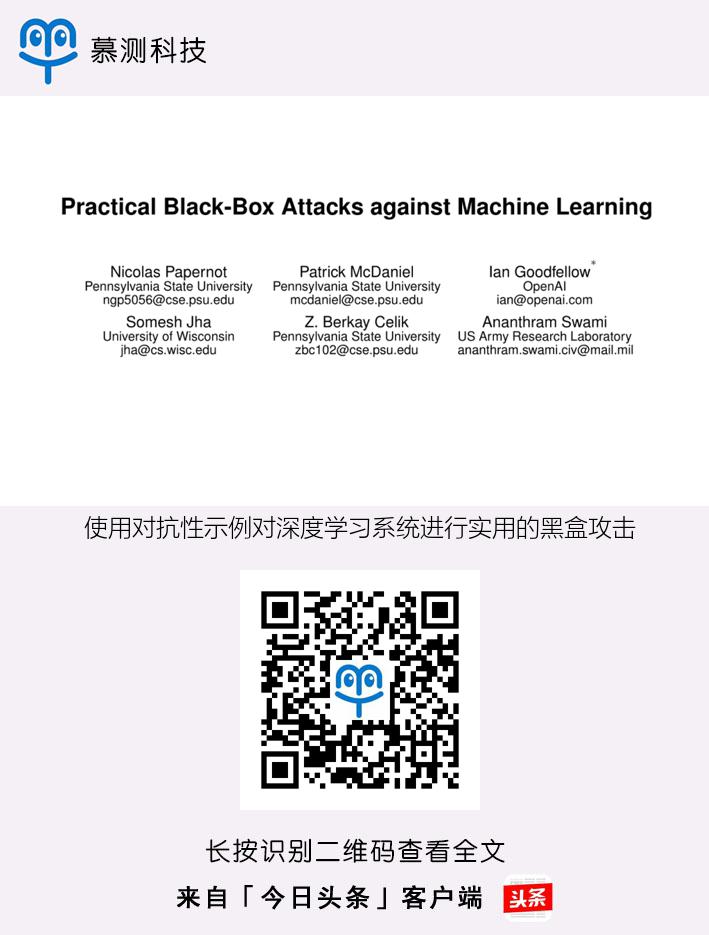 慕测科技
Practical Black-Box Attacks against Machine Learning
Nicolas Papernot
Pennsylvania State University
ngp5056@cse.psu.edu
Patrick McDaniel
Pennsylvania State University
mcdaniel@cse.psu.edu
Ian Goodfellow*
OpenAI
ian@openai.com
Somesh Jha
University of Wisconsin
jha@cs.wisc.edu
Z. Berkay Celik
Pennsylvania State University
zbc102@cse.psu.edu
Ananthram Swami
US Army Research Laboratory
ananthram.swami.civ@mail.mil
使用对抗性示例对深度学习系统进行实用的黑盒攻击
长按识别二维码查看全文
来自「今日头条」客户端
头条